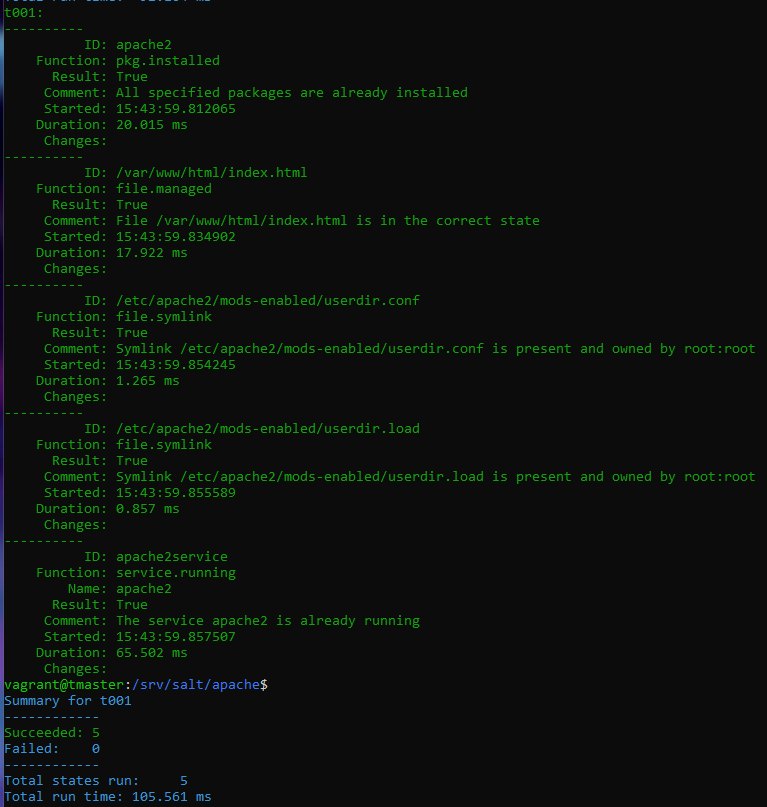 t001:
----------
          ID: apache2
    Function: pkg.installed
      Result: True
     Comment: All specified packages are already installed
     Started: 15:43:59.812065
    Duration: 20.015 ms
     Changes:
----------
          ID: /var/www/html/index.html
    Function: file.managed
      Result: True
     Comment: File /var/www/html/index.html is in the correct state
     Started: 15:43:59.834902
    Duration: 17.922 ms
     Changes:
----------
          ID: /etc/apache2/mods-enabled/userdir.conf
    Function: file.symlink
      Result: True
     Comment: Symlink /etc/apache2/mods-enabled/userdir.conf is present and owned by root:root
     Started: 15:43:59.854245
    Duration: 1.265 ms
     Changes:
----------
          ID: /etc/apache2/mods-enabled/userdir.load
    Function: file.symlink
      Result: True
     Comment: Symlink /etc/apache2/mods-enabled/userdir.load is present and owned by root:root
     Started: 15:43:59.855589
    Duration: 0.857 ms
     Changes:
----------
          ID: apache2service
    Function: service.running
        Name: apache2
      Result: True
     Comment: The service apache2 is already running
     Started: 15:43:59.857507
    Duration: 65.502 ms
     Changes:
vagrant@tmaster:/srv/salt/apache$
Summary for t001
------------
Succeeded: 5
Failed:    0
------------
Total states run:     5
Total run time: 105.561 ms